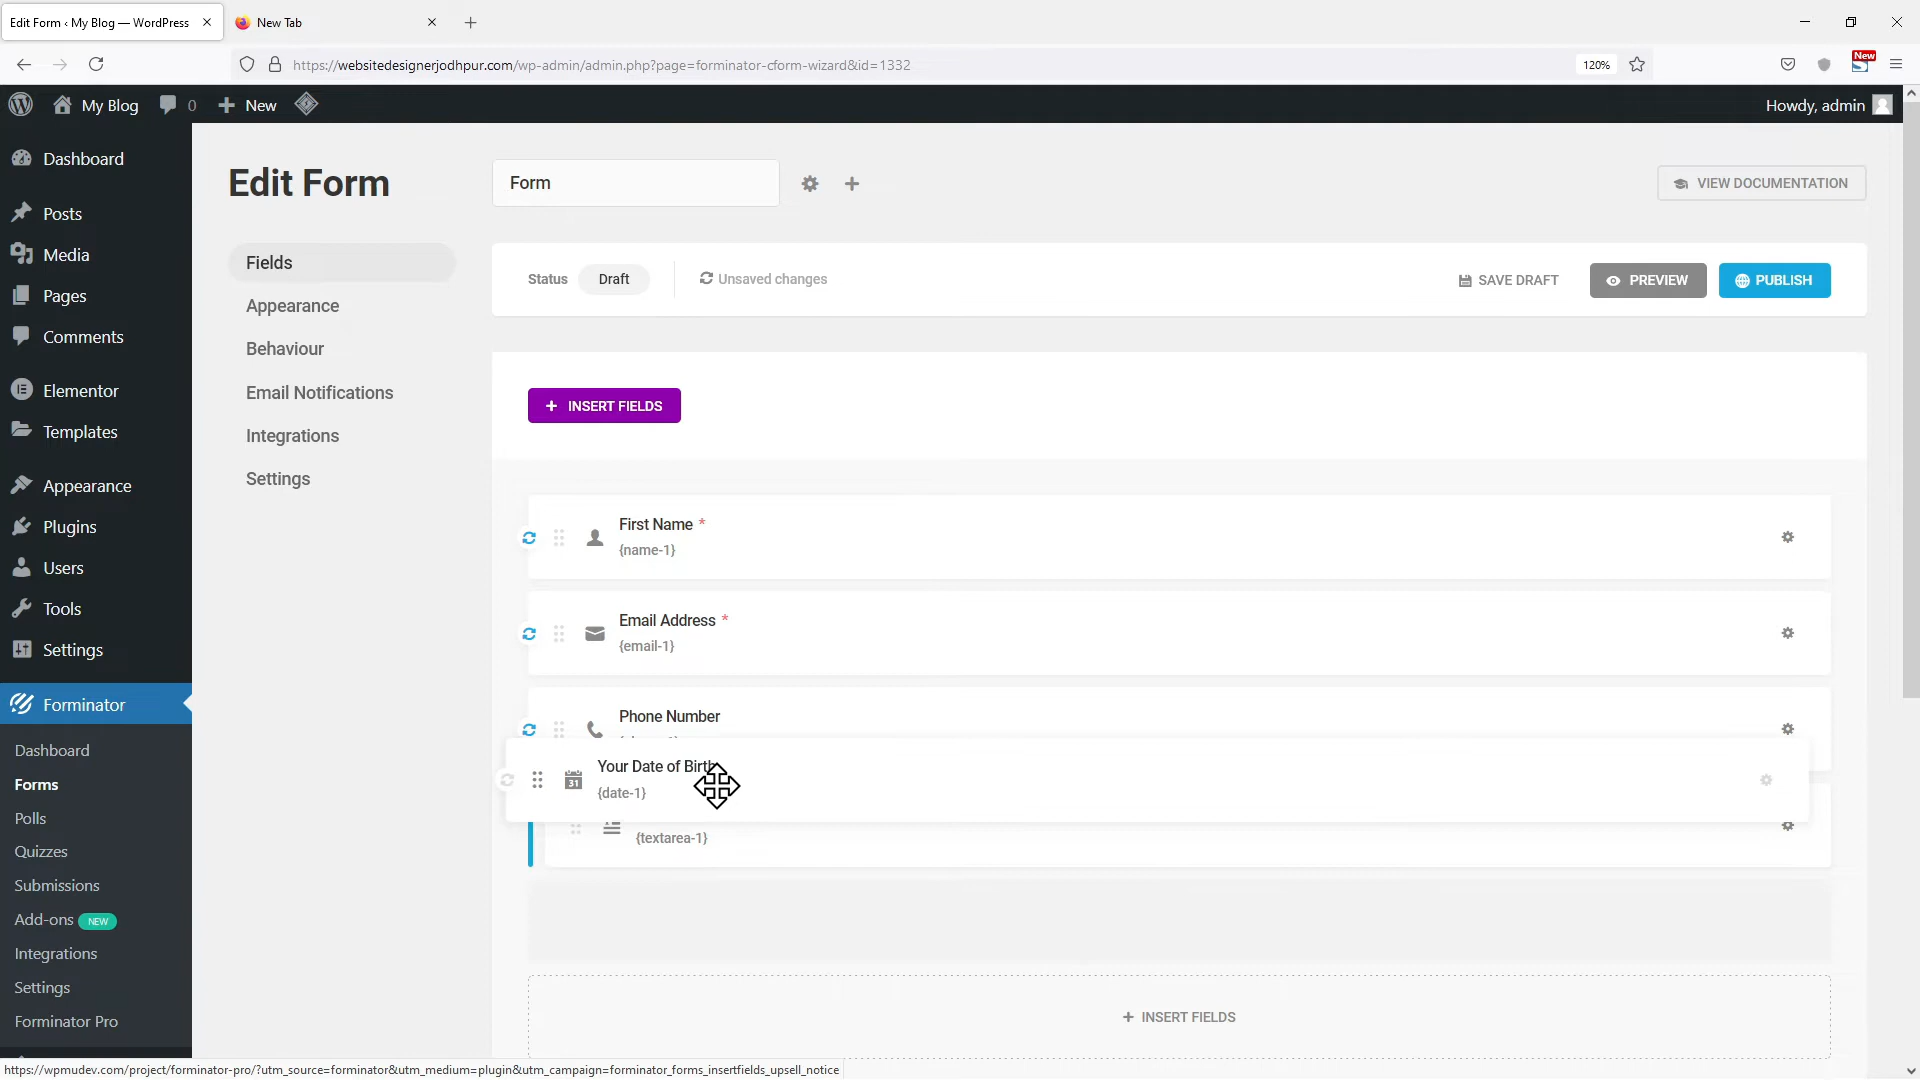 Edit Form ‹ My Blog — WordPress
New Tab
https://websitedesignerjodhpur.com/wp-admin/admin.php?page=forminator-cform-wizard&id=1332
120%
New
My Blog
0
New
Howdy, admin
Dashboard
Posts
Media
Pages
Comments
Elementor
Templates
Appearance
Plugins
Users
Tools
Settings
Forminator
Dashboard
Forms
Polls
Quizzes
Submissions
Add-ons NEW
Integrations
Settings
Forminator Pro
Edit Form
Form
VIEW DOCUMENTATION
Fields
Appearance
Behaviour
Email Notifications
Integrations
Settings
Status Draft
Unsaved changes
SAVE DRAFT
PREVIEW
PUBLISH
+ INSERT FIELDS
First Name *
{name-1}
Email Address *
{email-1}
Phone Number
31
Your Date of Birth
{date-1}
{textarea-1}
+ INSERT FIELDS
https://wpmudev.com/project/forminator-pro/?utm_source=forminator&utm_medium=plugin&utm_campaign=forminator_forms_insertfields_upsell_notice